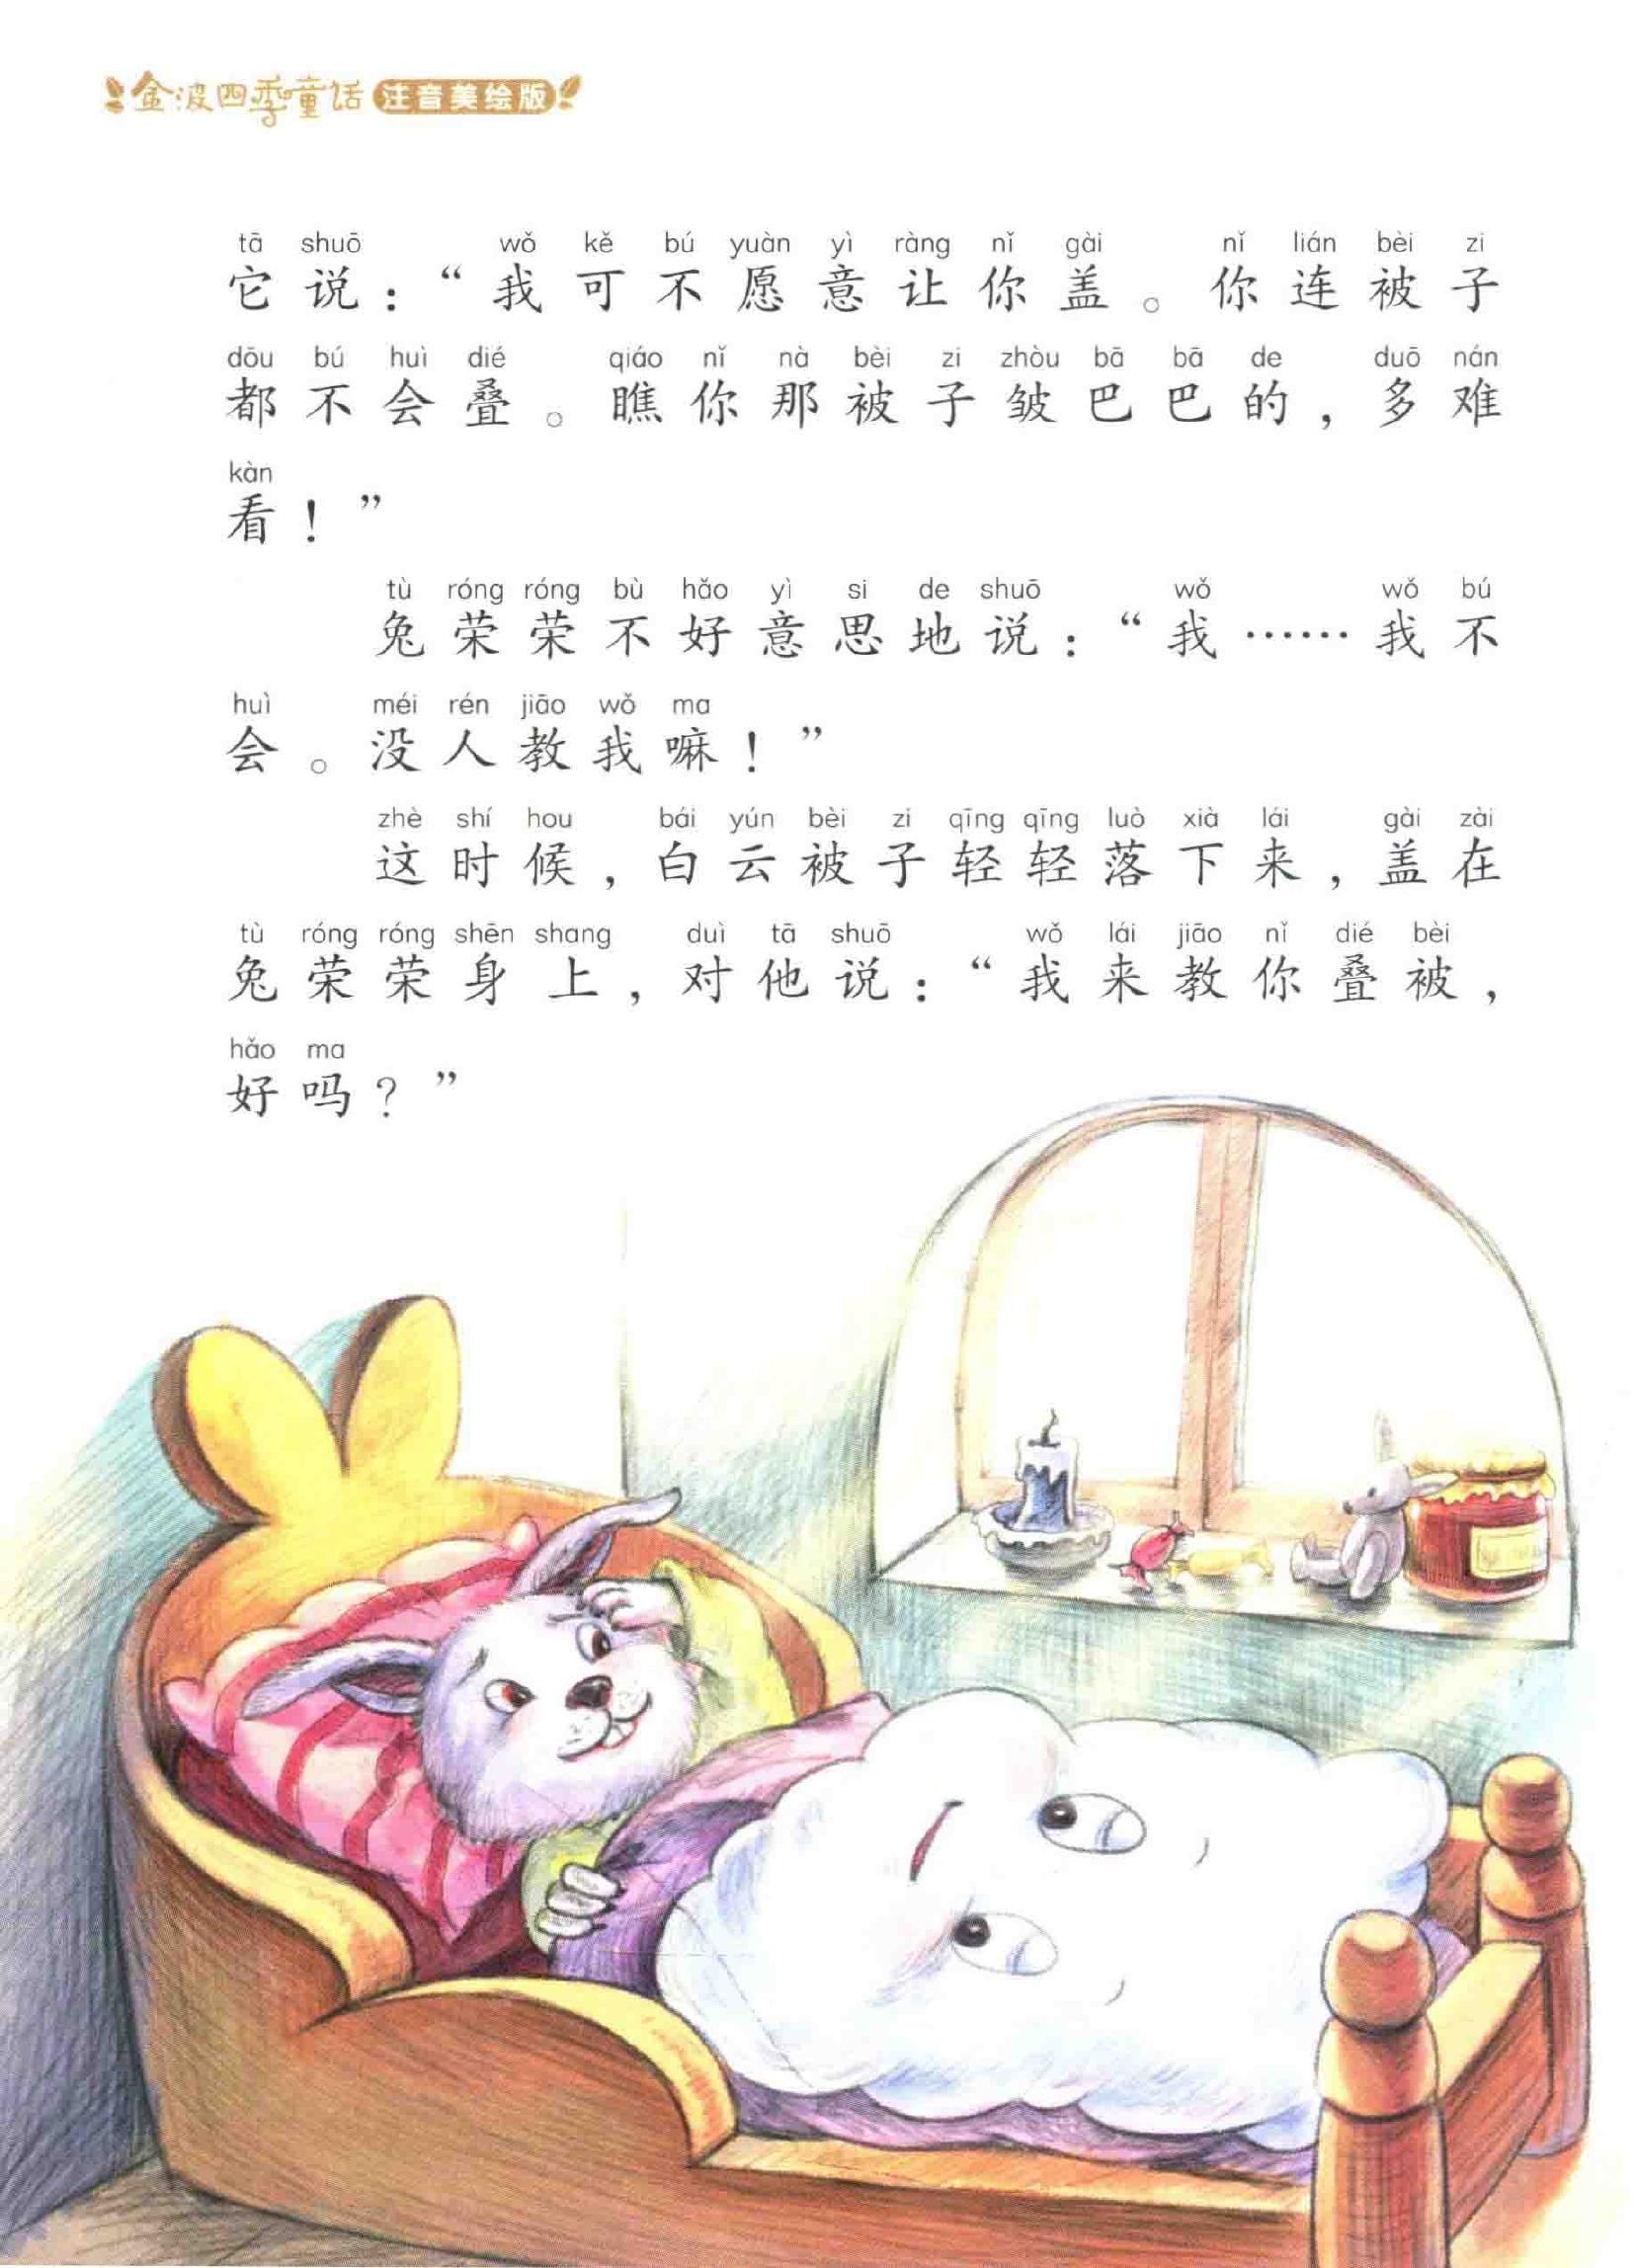 金波四季童话 注音美绘版
tā shuō wǒ kě bú yuàn yì ràng nǐ gài nǐ lián bèi zi
它说：“我可不愿意让你盖。你连被子
dōu bú huì dié qiáo nǐ nà bèi zi zhòu bā bā de duō nán
都不会叠。瞧你那被子皱巴巴的，多难
kàn
看！”
tù róng róng bù hǎo yì si de shuō wǒ wǒ bú
兔荣荣不好意思地说：“我……我不
huì méi rén jiāo wǒ ma
会。没人教我嘛！”
zhè shí hou bái yún bèi zi qīng qīng luò xià lái gài zài
这时候，白云被子轻轻落下来，盖在
tù róng róng shēn shang duì tā shuō wǒ lái jiāo nǐ dié bèi
兔荣荣身上，对他说：“我来教你叠被，
hǎo ma
好吗？”